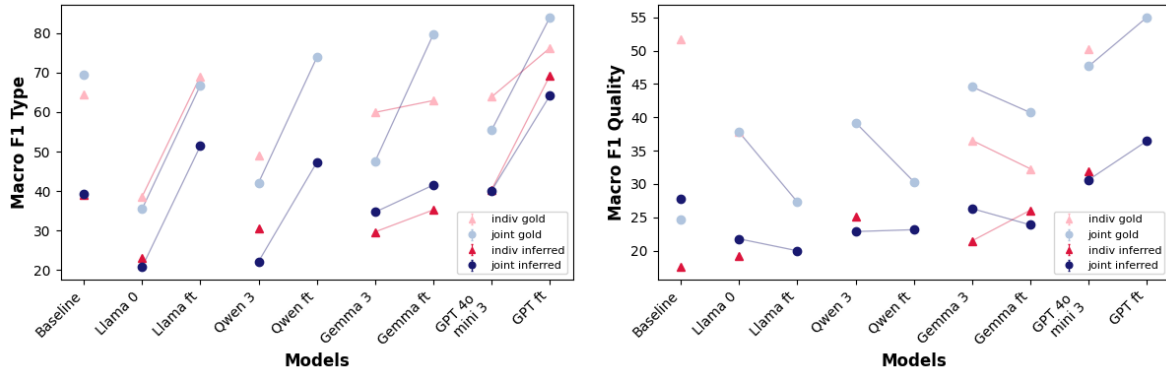 Macro F1 Type
80
70
60
50
40
30
20
indiv gold
joint gold
indiv inferred
joint inferred
Baseline
Llama 0
Llama ft
Qwen 3
Qwen ft
Gemma 3
Gemma ft
GPT 4o
mini 3
GPT ft
Models
Macro F1 Quality
55
50
45
40
35
30
25
20
indiv gold
joint gold
indiv inferred
joint inferred
Baseline
Llama 0
Llama ft
Qwen 3
Qwen ft
Gemma 3
Gemma ft
GPT 4o
mini 3
GPT ft
Models